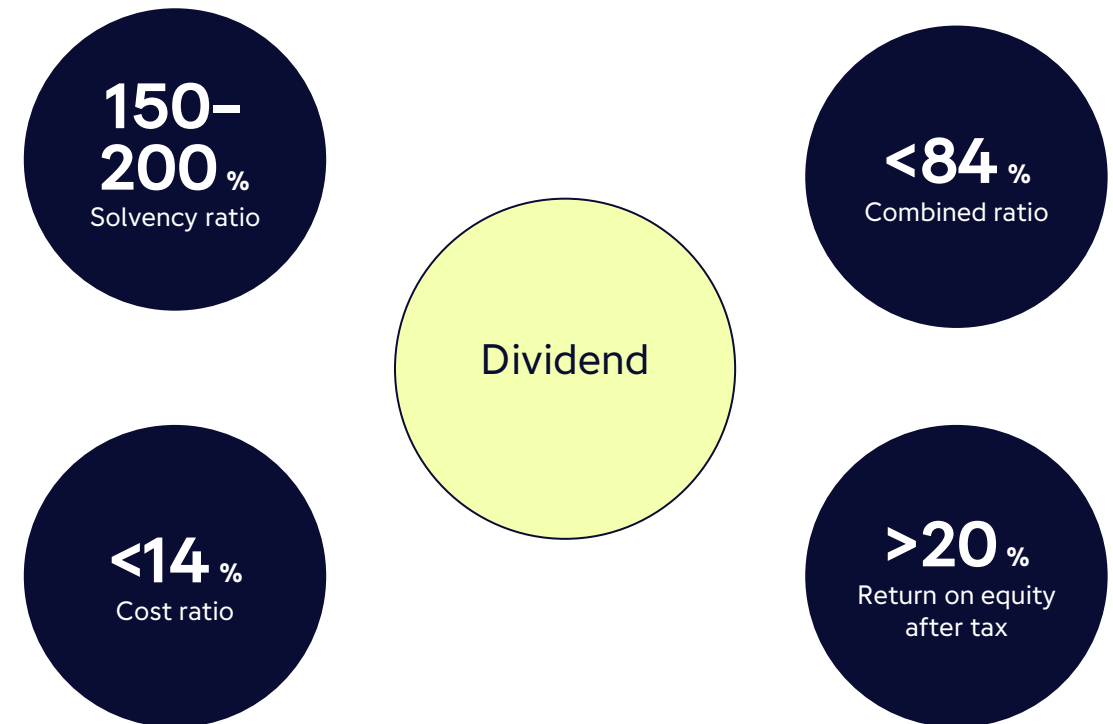 150–
200 %
Solvency ratio
<84 %
Combined ratio
Dividend
<14 %
Cost ratio
>20 %
Return on equity
after tax